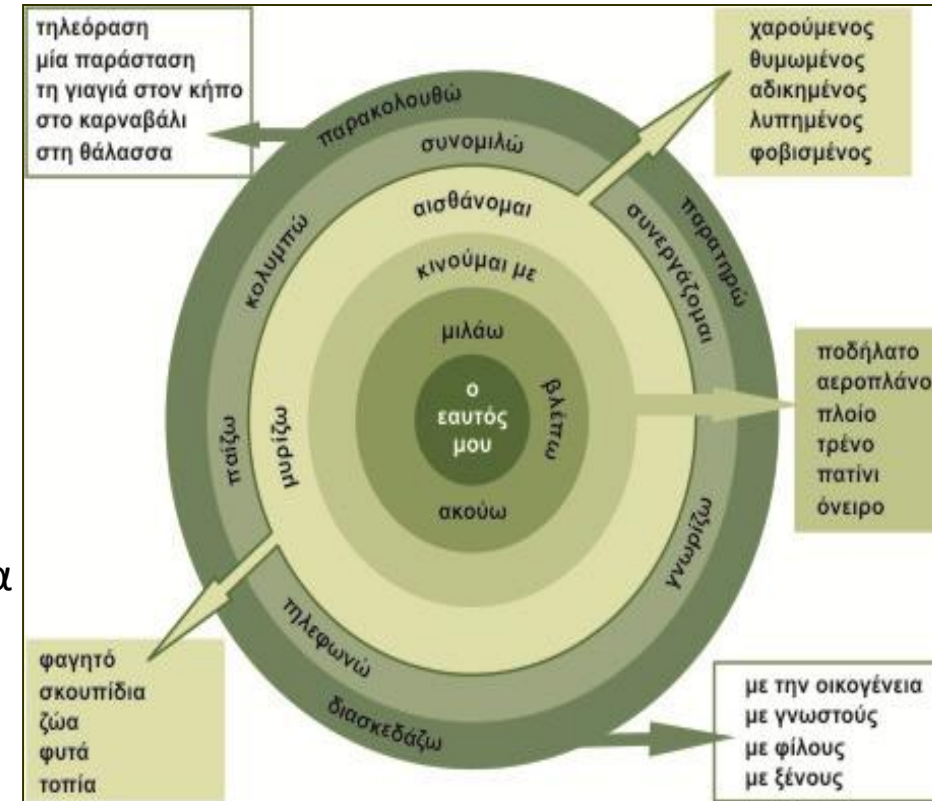 τηλεόραση
μία παράσταση
τη γιαγιά στον κήπο
στο καρναβάλι
στη θάλασσα
χαρούμενος
θυμωμένος
αδικημένος
λυπημένος
φοβισμένος
παρακολουθώ
συνομιλώ
αισθάνομαι
κινούμαι με
μιλάω
ο
εαυτός
μου
βλέπω
ακούω
κολυμπώ
συνεργάζομαι
παρατηρώ
παίζω
μυρίζω
γνωρίζω
τηλεφωνώ
διασκεδάζω
ποδήλατο
αεροπλάνο
πλοίο
τρένο
πατίνι
όνειρο
α
φαγητό
σκουπίδια
ζώα
φυτά
τοπία
με την οικογένεια
με γνωστούς
με φίλους
με ξένους